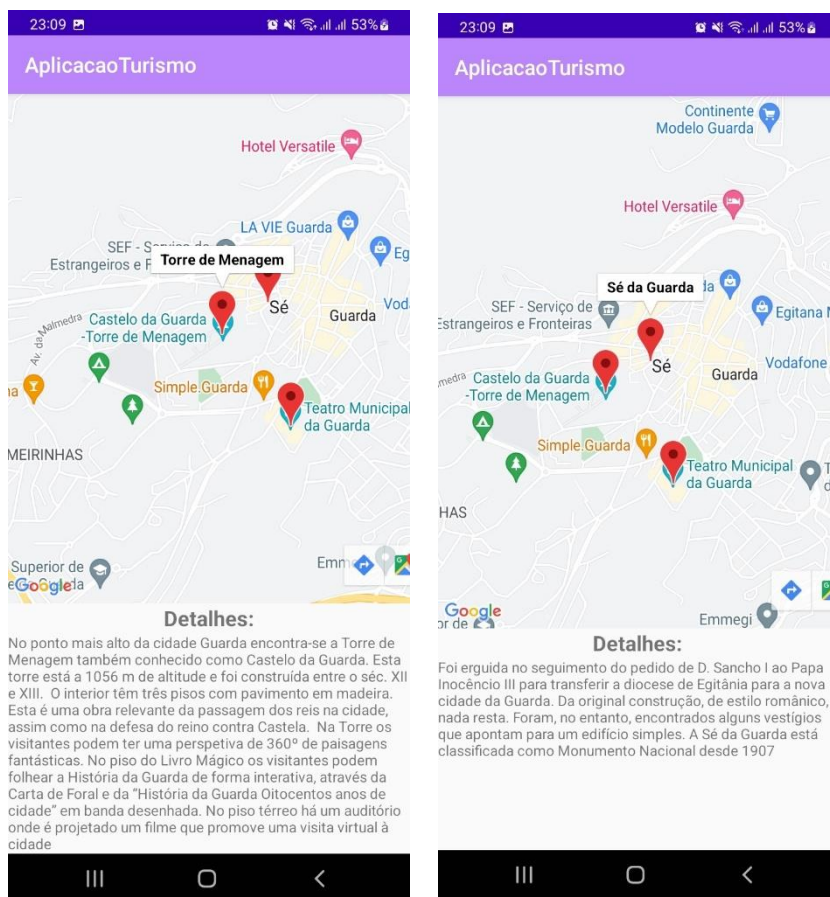 23:09
53%
AplicacaoTurismo
Hotel Versatile
LA VIE Guarda
SEF - 
Estrangeiros e
Torre de Menagem
Eg
Sé
Guarda
Vod
Av. da Malmedra
Castelo da Guarda
-Torre de Menagem
Simple.Guarda
Teatro Municipal
da Guarda
MEIRINHAS
Superior de
Google
Emm
Detalhes:
No ponto mais alto da cidade Guarda encontra-se a Torre de
Menagem também conhecido como Castelo da Guarda. Esta
torre está a 1056 m de altitude e foi construída entre o séc. XII
e XIII. O interior têm três pisos com pavimento em madeira.
Esta é uma obra relevante da passagem dos reis na cidade,
assim como na defesa do reino contra Castela. Na Torre os
visitantes podem ter uma perspetiva de 360º de paisagens
fantásticas. No piso do Livro Mágico os visitantes podem
folhear a História da Guarda de forma interativa, através da
Carta de Foral e da “História da Guarda Oitocentos anos de
cidade” em banda desenhada. No piso térreo há um auditório
onde é projetado um filme que promove uma visita virtual à
cidade
23:09
53%
AplicacaoTurismo
Continente
Modelo Guarda
Hotel Versatile
Sé da Guarda
da
SEF - Serviço de
Estrangeiros e Fronteiras
Egitana
Sé
Guarda
Vodafone
medra
Castelo da Guarda
-Torre de Menagem
Simple.Guarda
Teatro Municipal
da Guarda
HAS
Google
or de
Emmegi
Detalhes:
Foi erguida no seguimento do pedido de D. Sancho I ao Papa
Inocêncio III para transferir a diocese de Egitânia para a nova
cidade da Guarda. Da original construção, de estilo românico,
nada resta. Foram, no entanto, encontrados alguns vestígios
que apontam para um edifício simples. A Sé da Guarda está
classificada como Monumento Nacional desde 1907